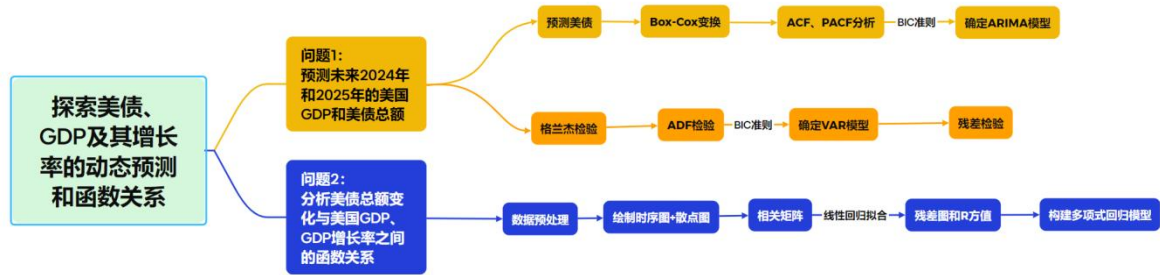 探索美债、
GDP及其增长
率的动态预测
和函数关系
问题1：
预测未来2024年
和2025年的美国
GDP和美债总额
预测美债
Box-Cox变换
ACF、PACF分析
BIC准则
确定ARIMA模型
格兰杰检验
ADF检验
BIC准则
确定VAR模型
残差检验
问题2：
分析美债总额变
化与美国GDP、
GDP增长率之间
的函数关系
数据预处理
绘制时序图+散点图
相关矩阵
线性回归拟合
残差图和R方值
构建多项式回归模型